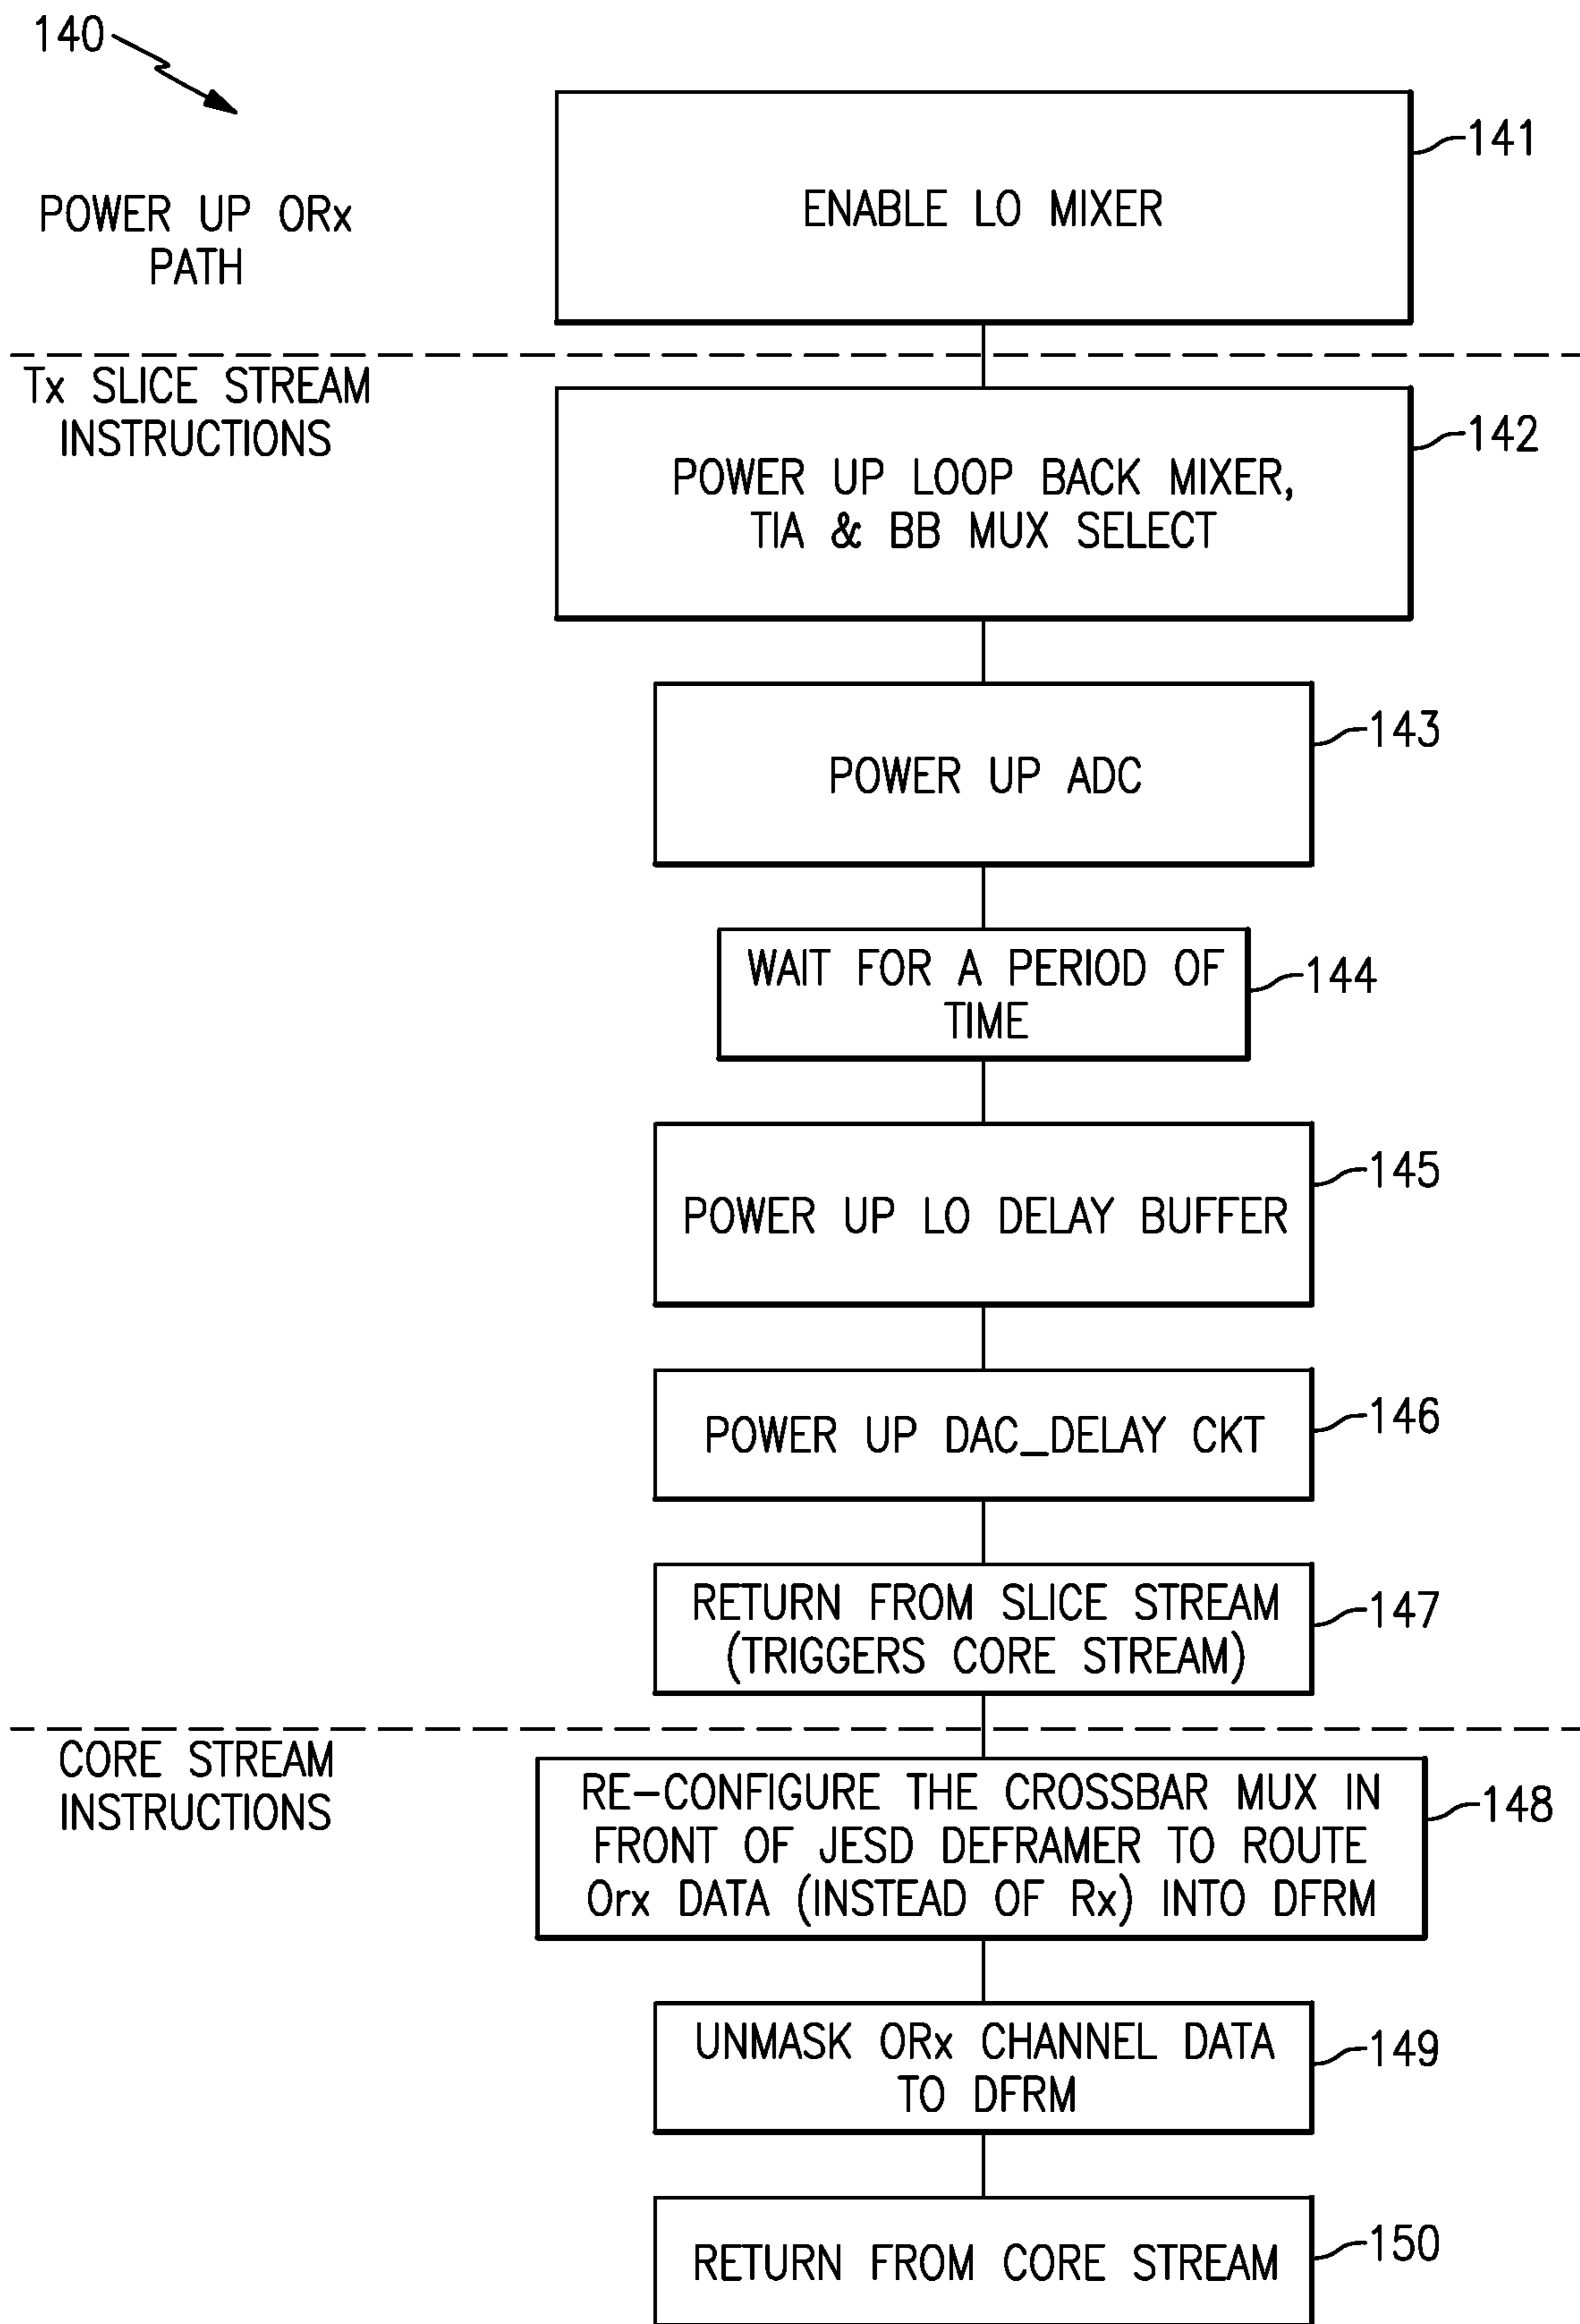 140
141
ENABLE LO MIXER
POWER UP ORx
PATH
Tx SLICE STREAM
INSTRUCTIONS
142
POWER UP LOOP BACK MIXER,
TIA & BB MUX SELECT
143
POWER UP ADC
WAIT FOR A PERIOD OF
TIME
144
145
POWER UP LO DELAY BUFFER
146
POWER UP DAC_DELAY CKT
RETURN FROM SLICE STREAM
(TRIGGERS CORE STREAM)
147
CORE STREAM
INSTRUCTIONS
RE-CONFIGURE THE CROSSBAR MUX IN
FRONT OF JESD DEFRAMER TO ROUTE
Orx DATA (INSTEAD OF Rx) INTO DFRM
148
UNMASK ORx CHANNEL DATA
TO DFRM
149
RETURN FROM CORE STREAM
150